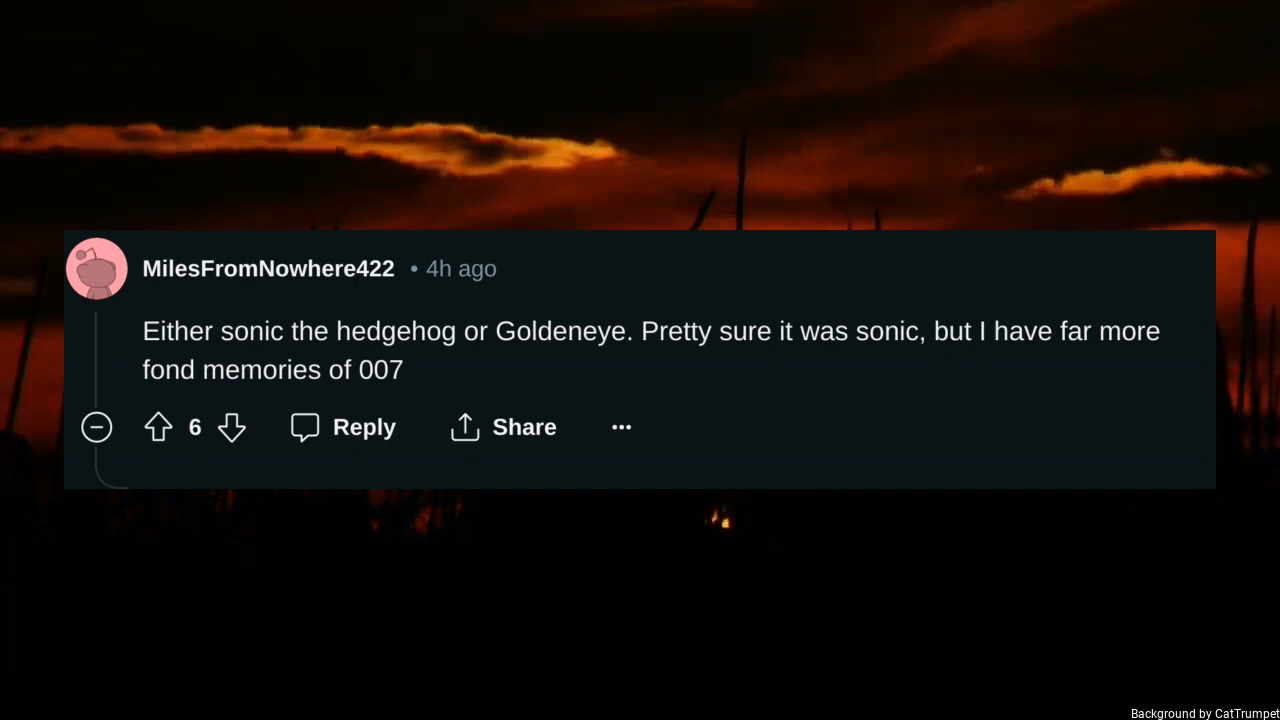 MilesFromNowhere422 • 4h ago
Either sonic the hedgehog or Goldeneye. Pretty sure it was sonic, but I have far more
fond memories of 007
6 Reply Share ...
Background by CatTrumpet